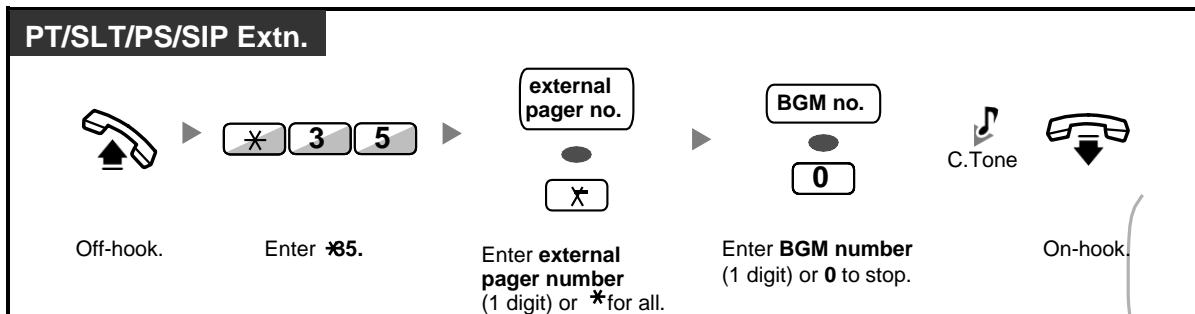 PT/SLT/PS/SIP Extn.
external
pager no.
BGM no.
✳ 3 5
✳
0
C.Tone
Off-hook.
Enter ✳35.
Enter external
pager number
(1 digit) or ✳ for all.
Enter BGM number
(1 digit) or 0 to stop.
On-hook.